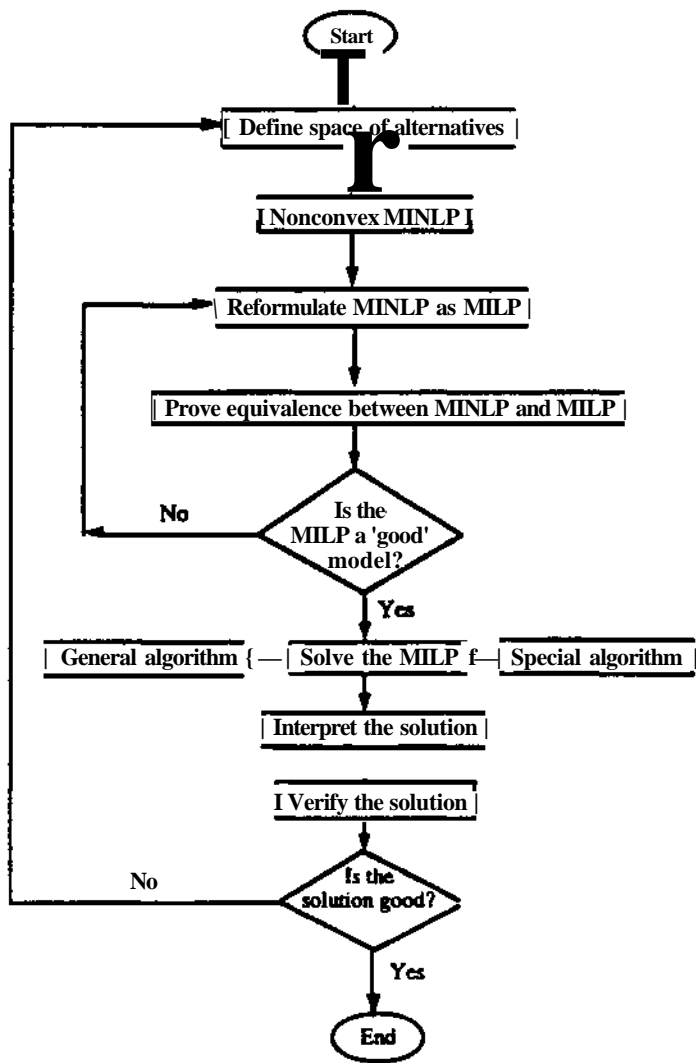 Start
Define space of alternatives
Nonconvex MINLP
Reformulate MINLP as MILP
Prove equivalence between MINLP and MILP
Is the
MILP a 'good'
model?
No
Yes
General algorithm
Solve the MILP
Special algorithm
Interpret the solution
Verify the solution
Is the
solution good?
No
Yes
End